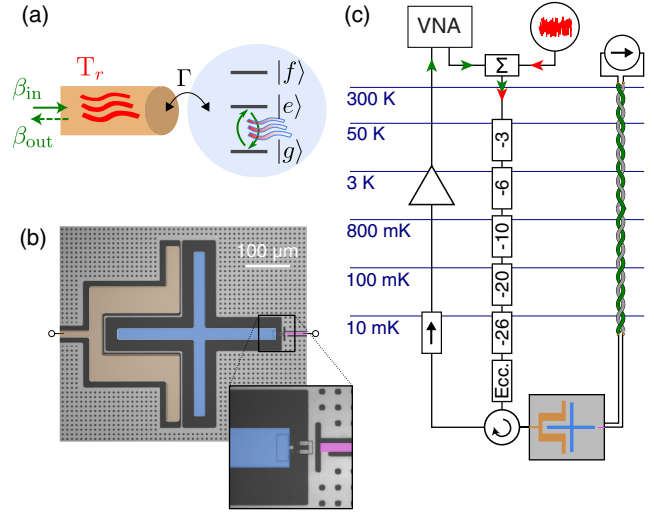 (a)
T_r
Γ
β_in
β_out
|f⟩
|e⟩
|g⟩
(b)
100 μm
(c)
VNA
Σ
300 K
-3
50 K
-6
3 K
-10
800 mK
-20
100 mK
-26
10 mK
Ecc.